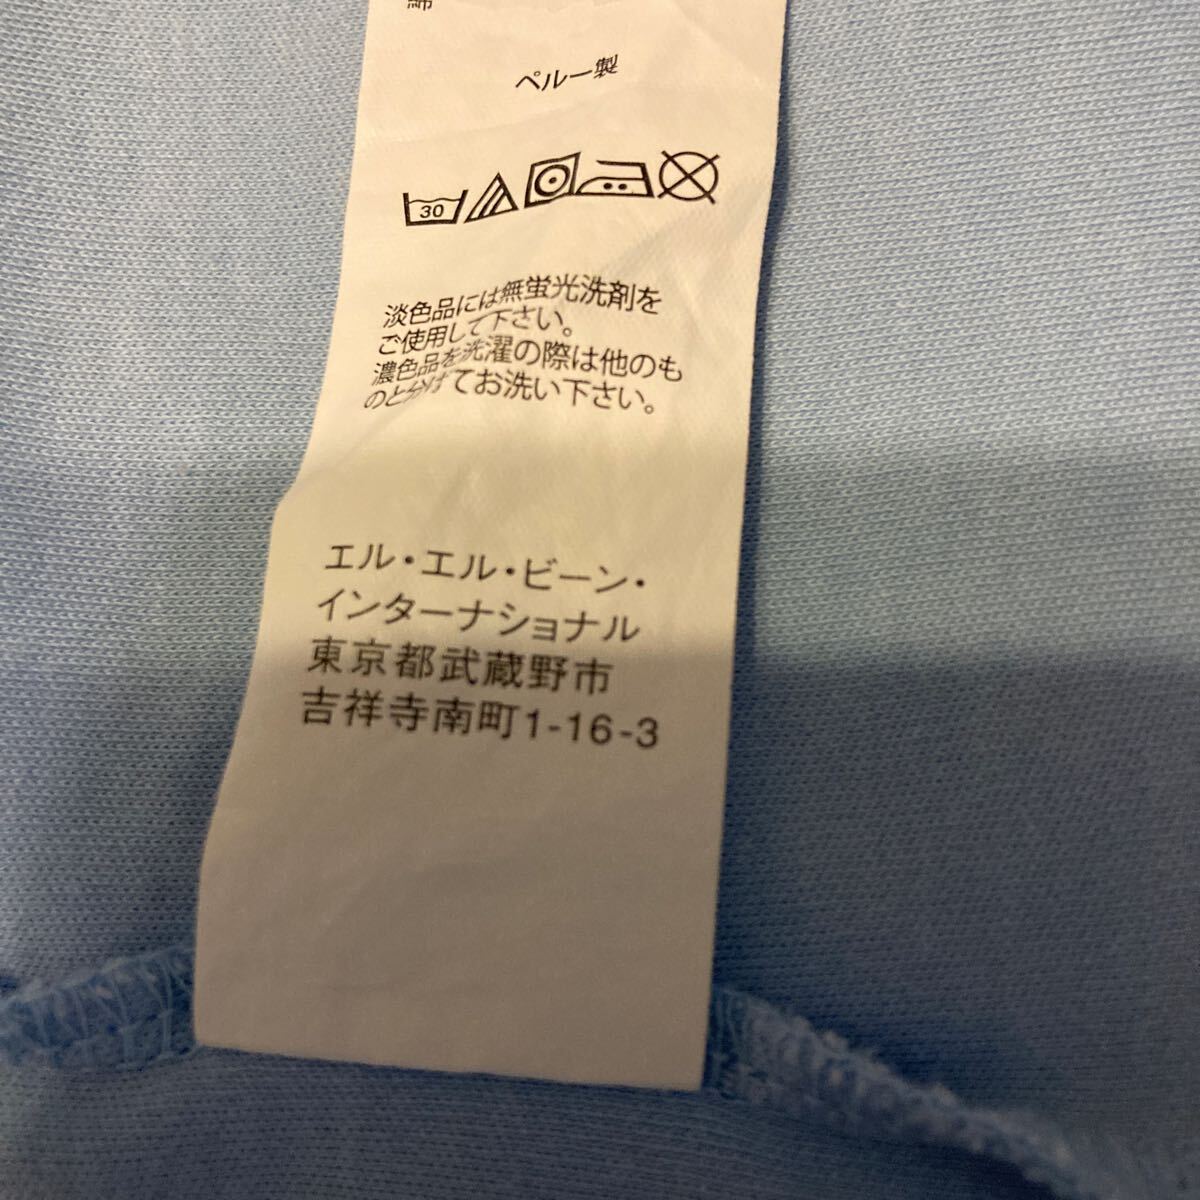 綿
ペルー製
30
淡色品には無蛍光洗剤を
ご使用して下さい。
濃色品を洗濯の際は他のも
のと分けてお洗い下さい。
エル・エル・ビーン・
インターナショナル
東京都武蔵野市
吉祥寺南町1-16-3